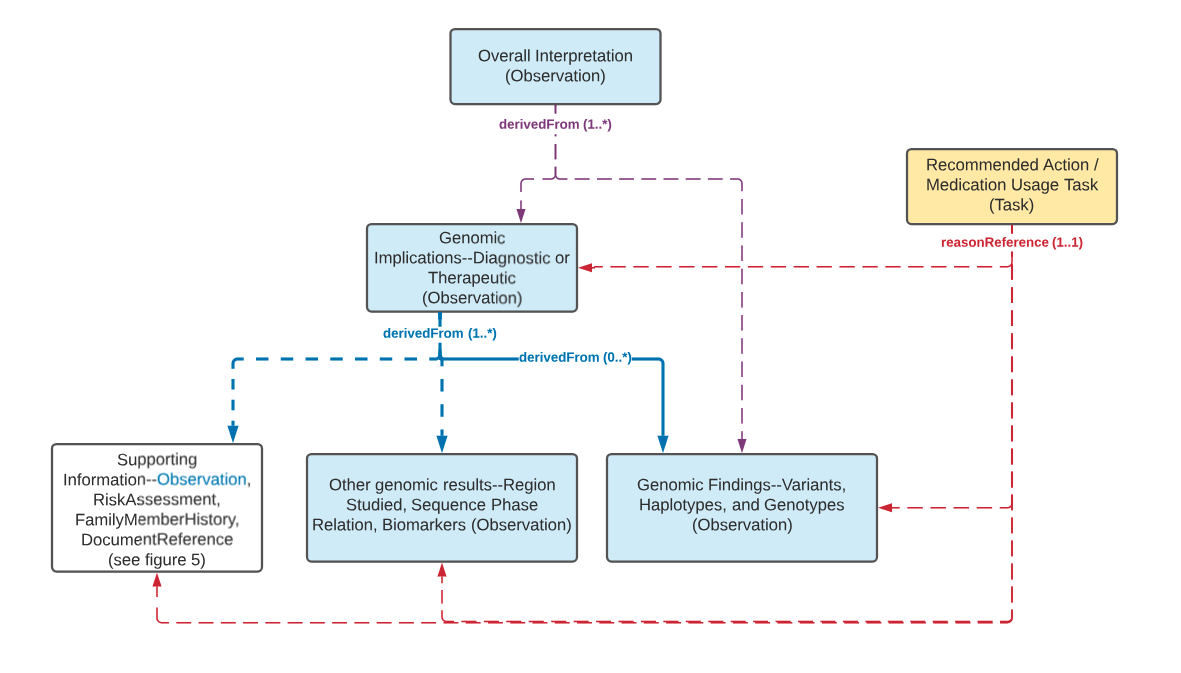 Overall Interpretation
(Observation)
derivedFrom (1..*)
Recommended Action /
Medication Usage Task
(Task)
reasonReference (1..1)
Genomic
Implications--Diagnostic or
Therapeutic
(Observation)
derivedFrom (1..*)
derivedFrom (0..*)
Supporting
Information--Observation,
RiskAssessment,
FamilyMemberHistory,
DocumentReference
(see figure 5)
Other genomic results--Region
Studied, Sequence Phase
Relation, Biomarkers (Observation)
Genomic Findings--Variants,
Haplotypes, and Genotypes
(Observation)